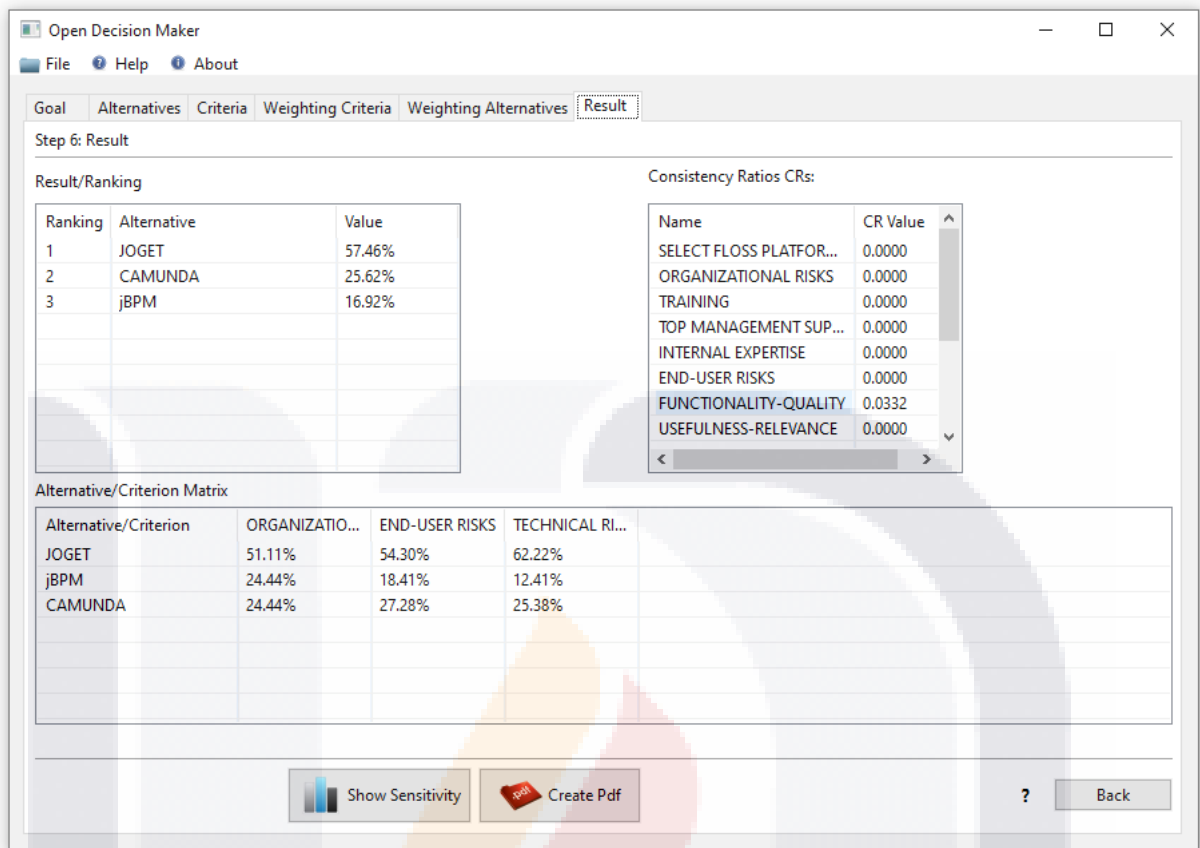 Open Decision Maker
File Help About
Goal Alternatives Criteria Weighting Criteria Weighting Alternatives Result
Step 6: Result
Result/Ranking
Ranking Alternative Value
1 JOGET 57.46%
2 CAMUNDA 25.62%
3 jBPM 16.92%
Consistency Ratios CRs:
Name CR Value
SELECT FLOSS PLATFOR... 0.0000
ORGANIZATIONAL RISKS 0.0000
TRAINING 0.0000
TOP MANAGEMENT SUP... 0.0000
INTERNAL EXPERTISE 0.0000
END-USER RISKS 0.0000
FUNCTIONALITY-QUALITY 0.0332
USEFULNESS-RELEVANCE 0.0000
Alternative/Criterion Matrix
Alternative/Criterion ORGANIZATIO... END-USER RISKS TECHNICAL RI...
JOGET 51.11% 54.30% 62.22%
jBPM 24.44% 18.41% 12.41%
CAMUNDA 24.44% 27.28% 25.38%
Show Sensitivity .pdf Create Pdf ? Back